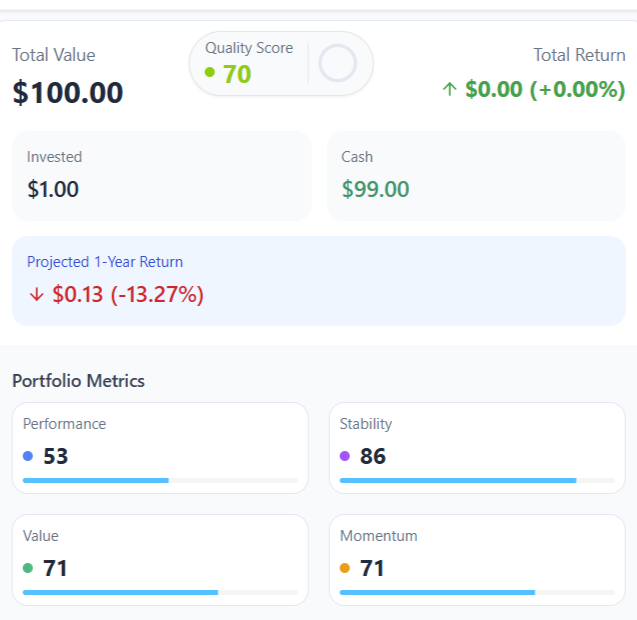 Total Value
$100.00
Quality Score
70
Total Return
↑ $0.00 (+0.00%)
Invested
$1.00
Cash
$99.00
Projected 1-Year Return
↓ $0.13 (-13.27%)
Portfolio Metrics
Performance
53
Stability
86
Value
71
Momentum
71